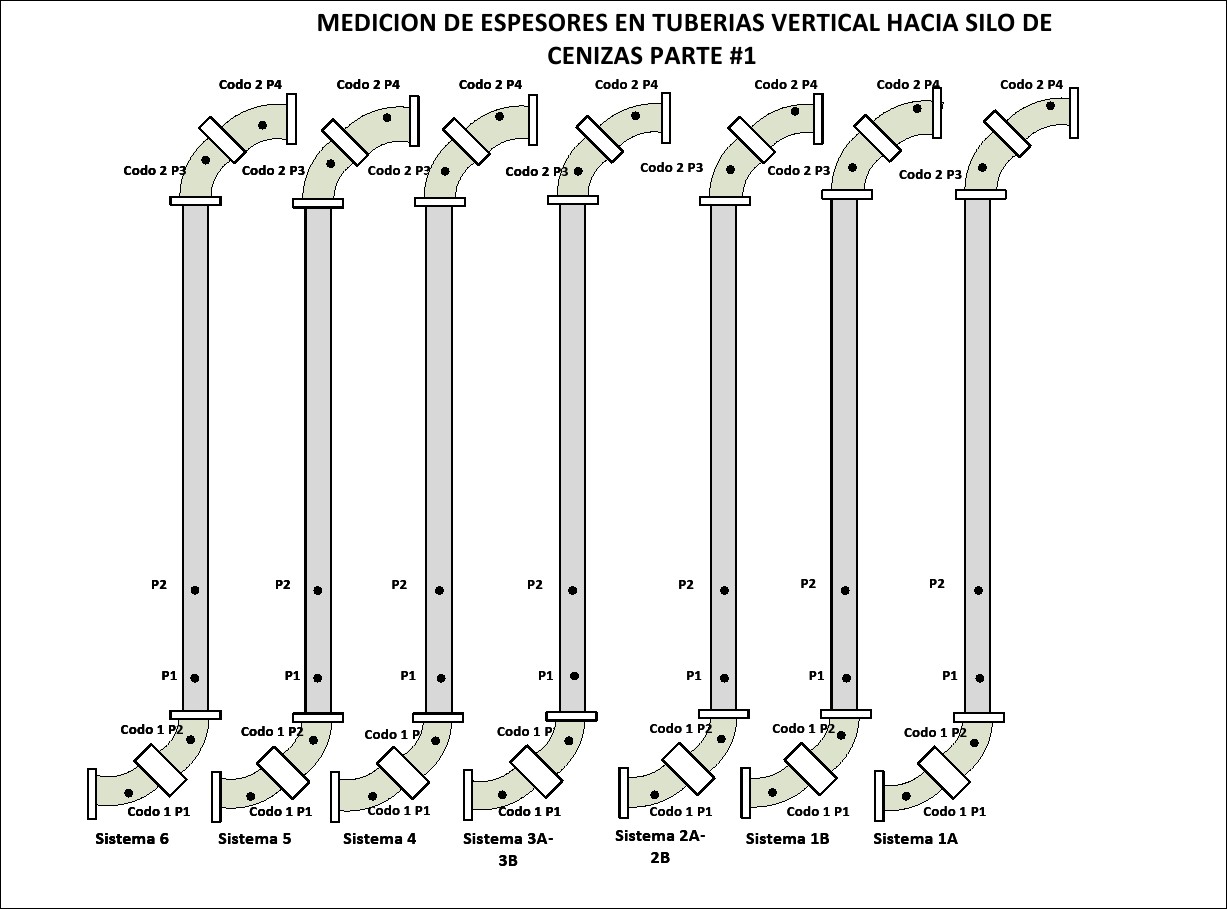 MEDICION DE ESPESORES EN TUBERIAS VERTICAL HACIA SILO DE
CENIZAS PARTE #1
Codo 2 P4 Codo 2 P4 Codo 2 P4 Codo 2 P4 Codo 2 P4 Codo 2 P4 Codo 2 P4
Codo 2 P3 Codo 2 P3 Codo 2 P3 Codo 2 P3 Codo 2 P3 Codo 2 P3 Codo 2 P3
P2 P2 P2 P2 P2 P2 P2
P1 P1 P1 P1 P1 P1 P1
Codo 1 P2 Codo 1 P2 Codo 1 P Codo 1 P Codo 1 P2 Codo 1 P2 Codo 1 P2
Codo 1 P1 Codo 1 P1 Codo 1 P1 Codo 1 P1 Codo 1 P1 Codo 1 P1 Codo 1 P1
Sistema 6 Sistema 5 Sistema 4 Sistema 3A- Sistema 2A- Sistema 1B Sistema 1A
3B 2B